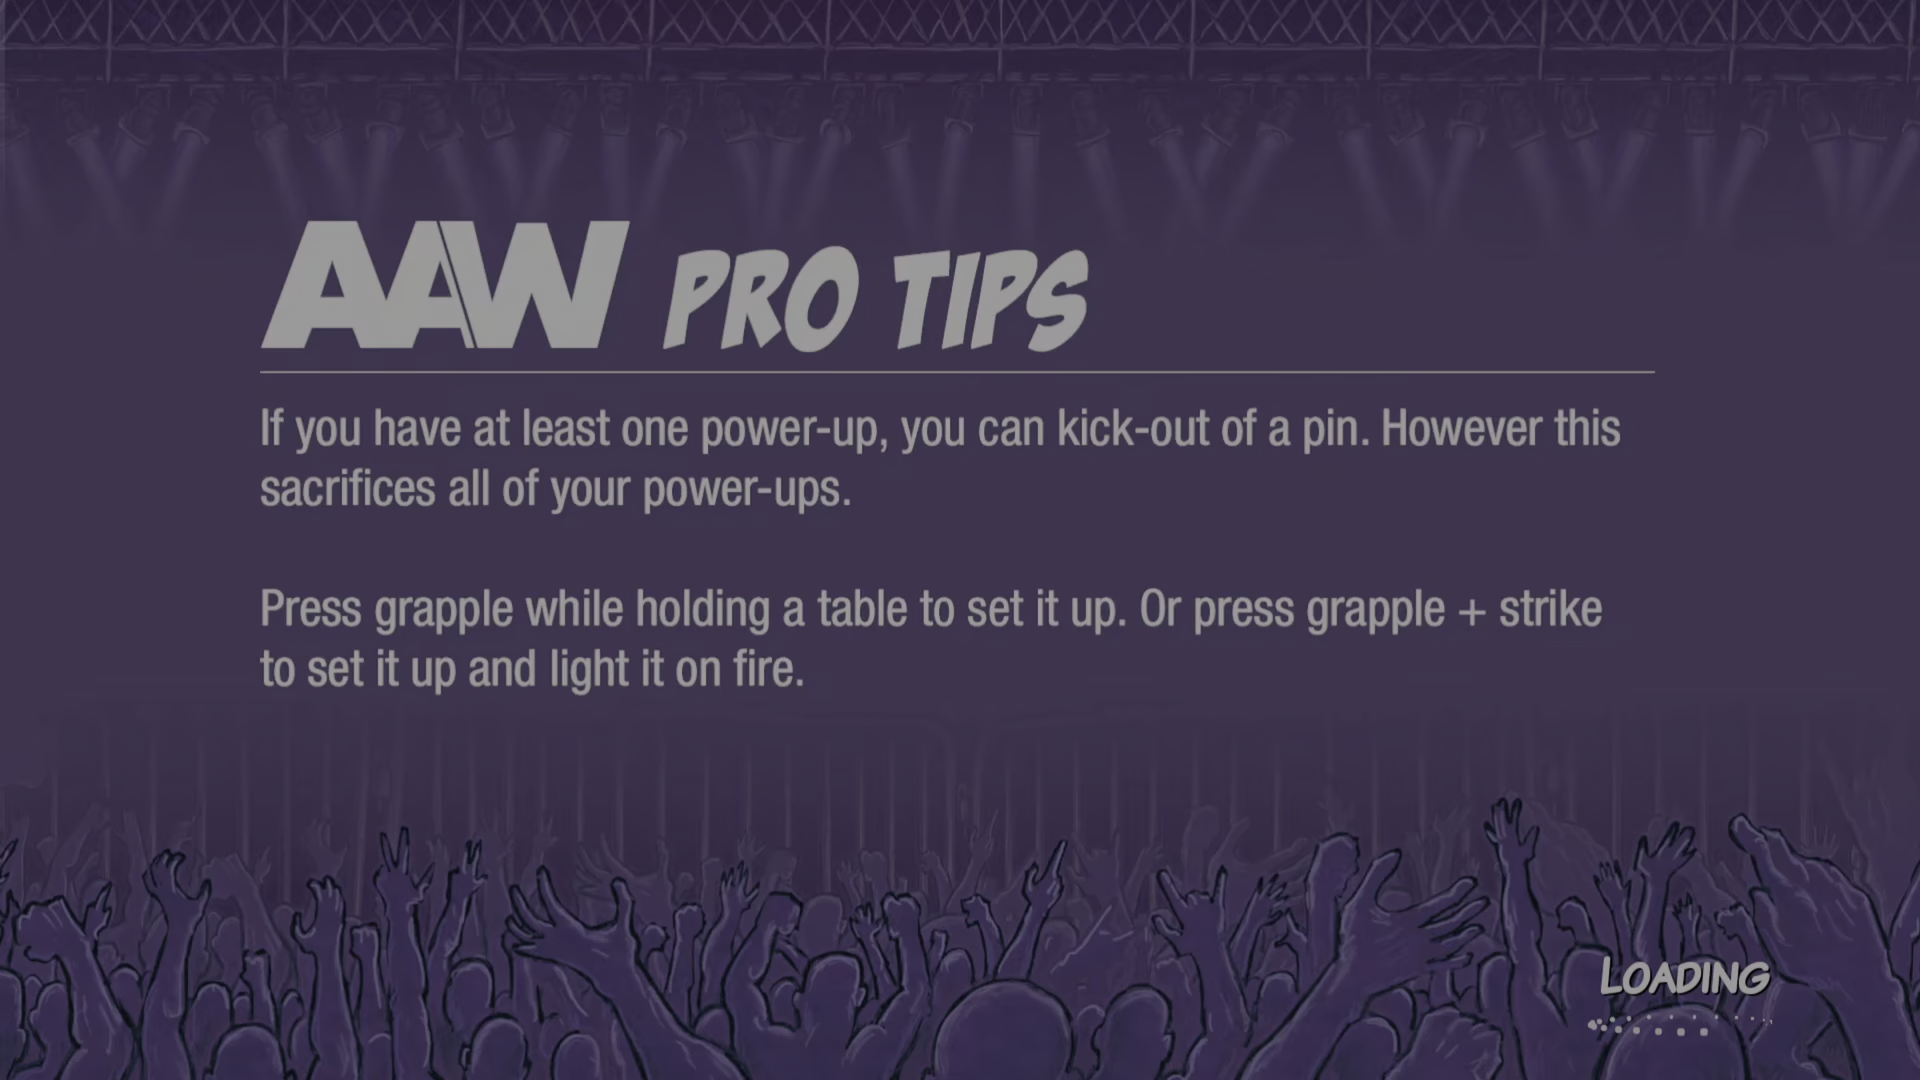 AAW PRO TIPS
If you have at least one power-up, you can kick-out of a pin. However this
sacrifices all of your power-ups.
Press grapple while holding a table to set it up. Or press grapple + strike
to set it up and light it on fire.
LOADING